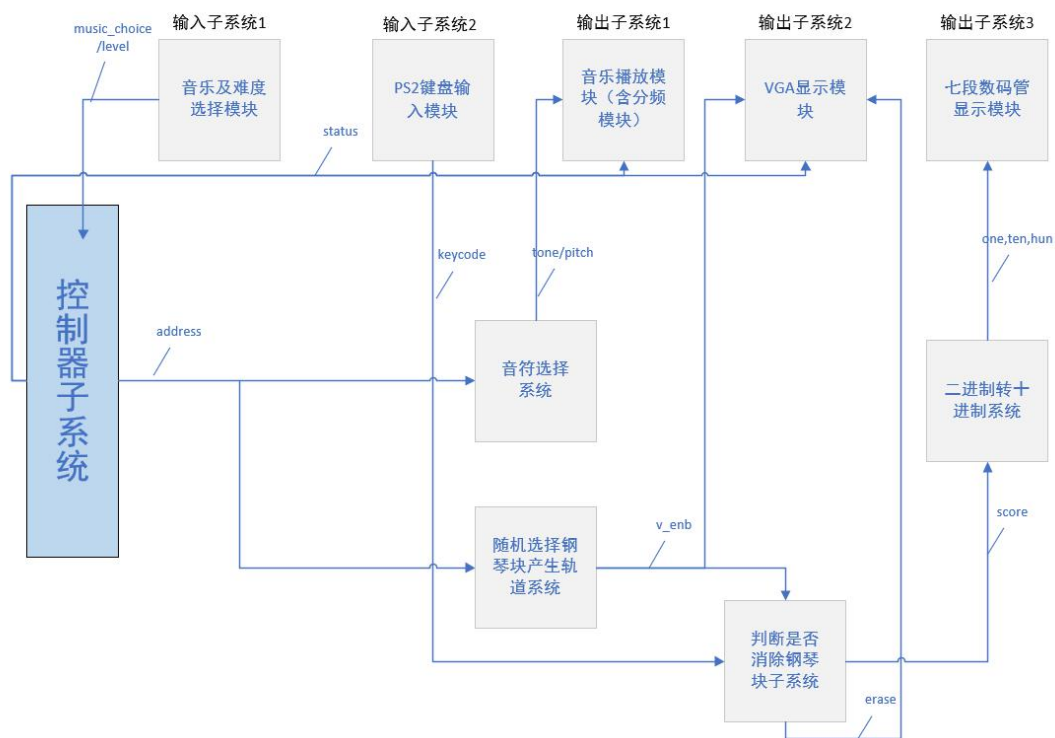 输入子系统1
输入子系统2
输出子系统1
输出子系统2
输出子系统3
music_choice
/level
音乐及难度
选择模块
PS2键盘输
入模块
音乐播放模
块（含分频
模块）
VGA显示模
块
七段数码管
显示模块
status
控
制
器
子
系
统
keycode
tone/pitch
one,ten,hun
address
音符选择
系统
二进制转十
进制系统
随机选择钢
琴块产生轨
道系统
v_enb
score
判断是否
消除钢琴
块子系统
erase